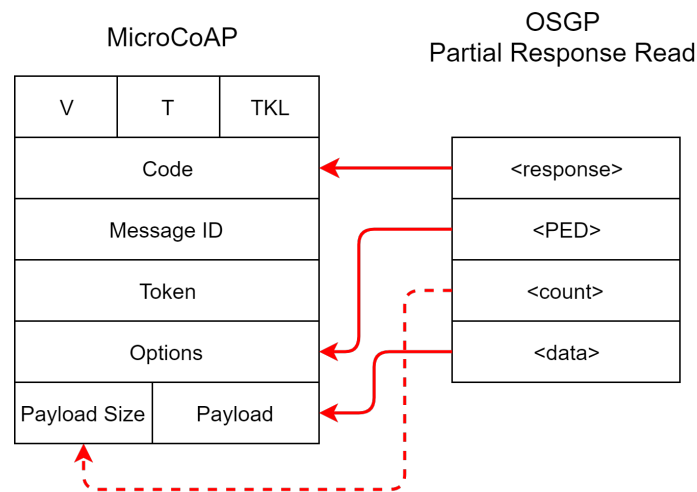 MicroCoAP
OSGP
Partial Response Read
V
T
TKL
Code
Message ID
Token
Options
Payload Size
Payload
<response>
<PED>
<count>
<data>